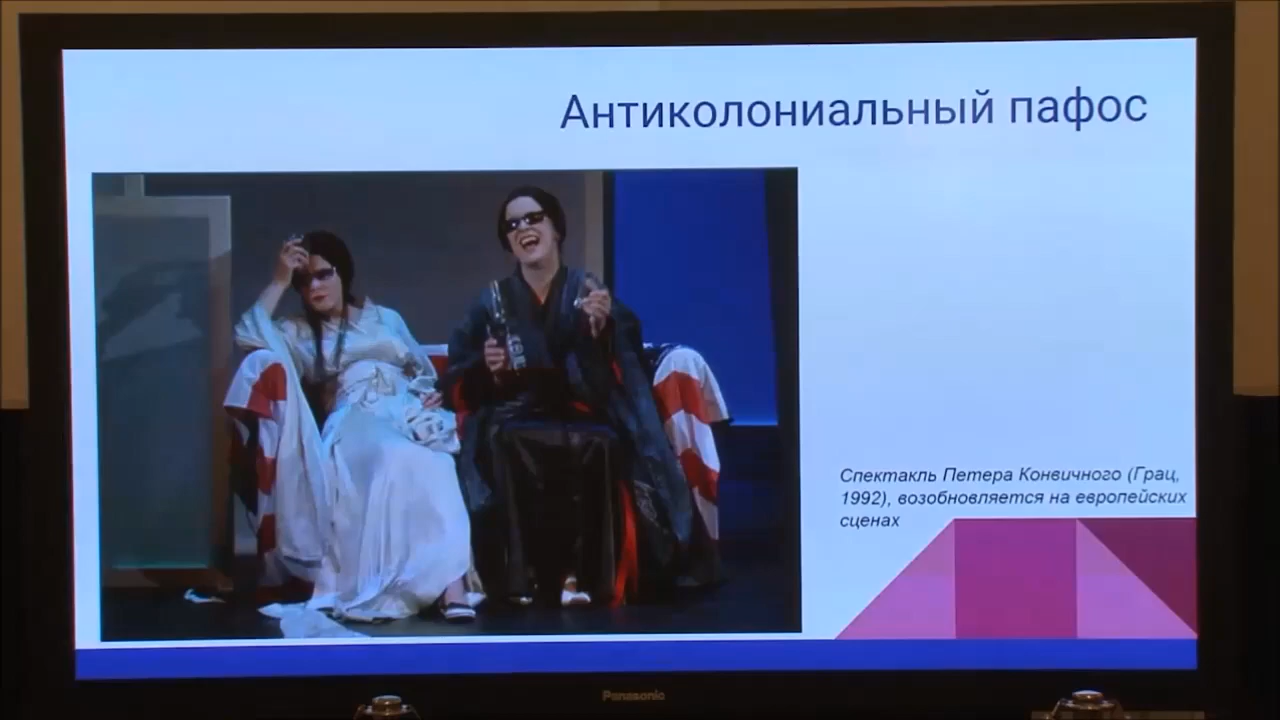 Антиколониальный пафос
Спектакль Петера Конвичного (Грац,
1992), возобновляется на европейских
сценах
Panasonic